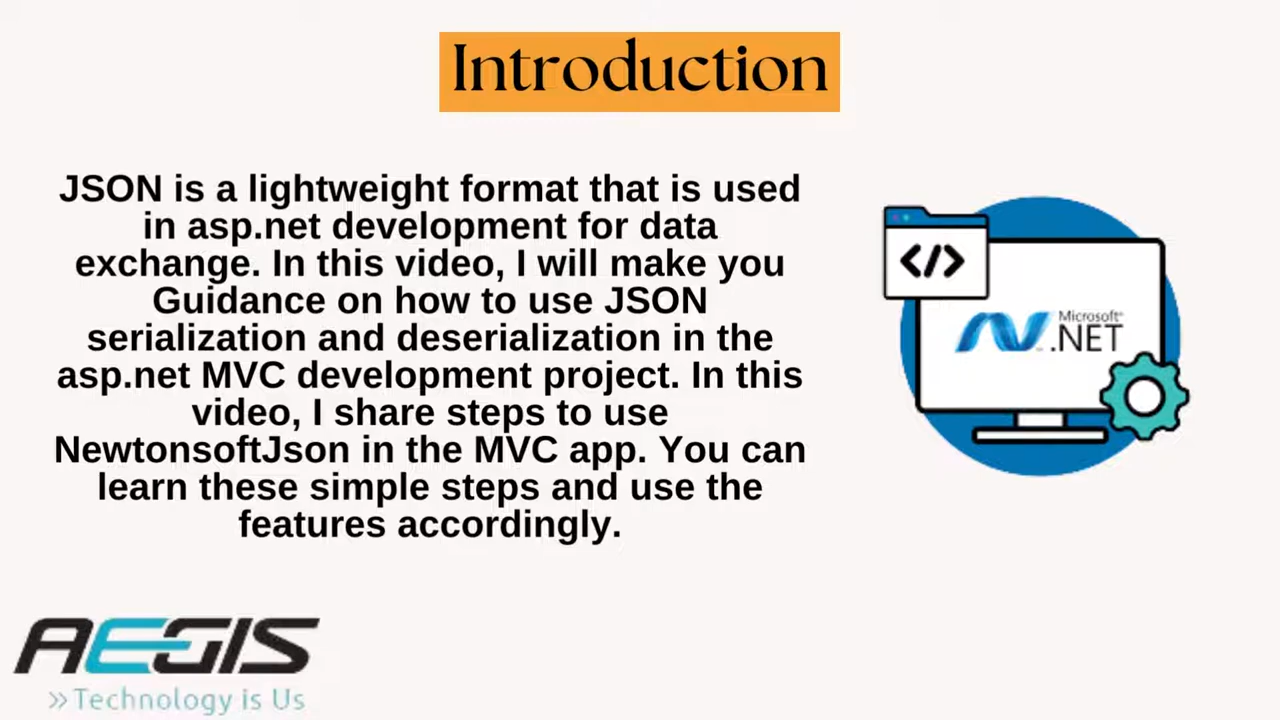 Introduction
JSON is a lightweight format that is used
in asp.net development for data
exchange. In this video, I will make you
Guidance on how to use JSON
serialization and deserialization in the
asp.net MVC development project. In this
video, I share steps to use
NewtonsoftJson in the MVC app. You can
learn these simple steps and use the
features accordingly.
</>
Microsoft®
.NET
AEGIS
»Technology is Us